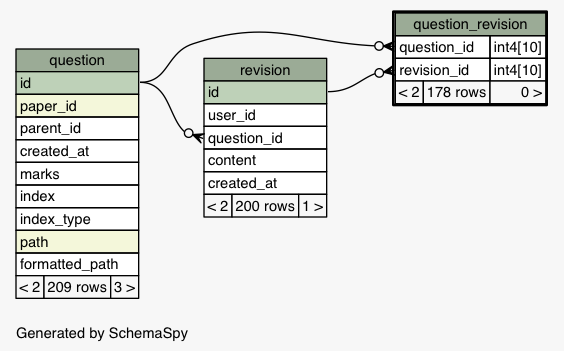 question
id
paper_id
parent_id
created_at
marks
index
index_type
path
formatted_path
< 2 209 rows 3 >
revision
id
user_id
question_id
content
created_at
< 2 200 rows 1 >
question_revision
question_id int4[10]
revision_id int4[10]
< 2 178 rows 0 >
Generated by SchemaSpy